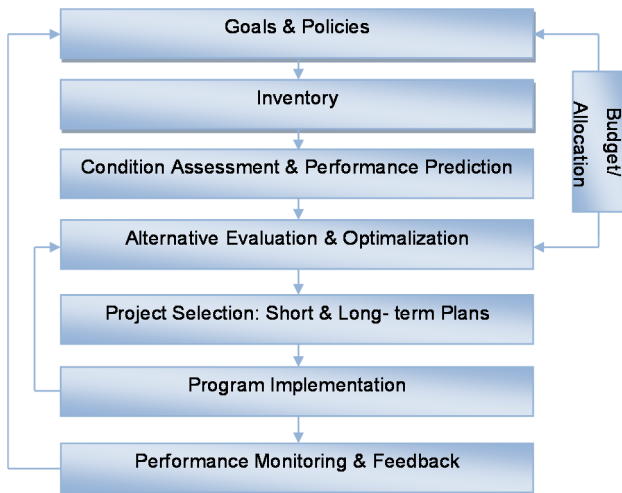 Goals & Policies
Inventory
Condition Assessment & Performance Prediction
Alternative Evaluation & Optimalization
Project Selection: Short & Long- term Plans
Program Implementation
Performance Monitoring & Feedback
Budget/
Allocation